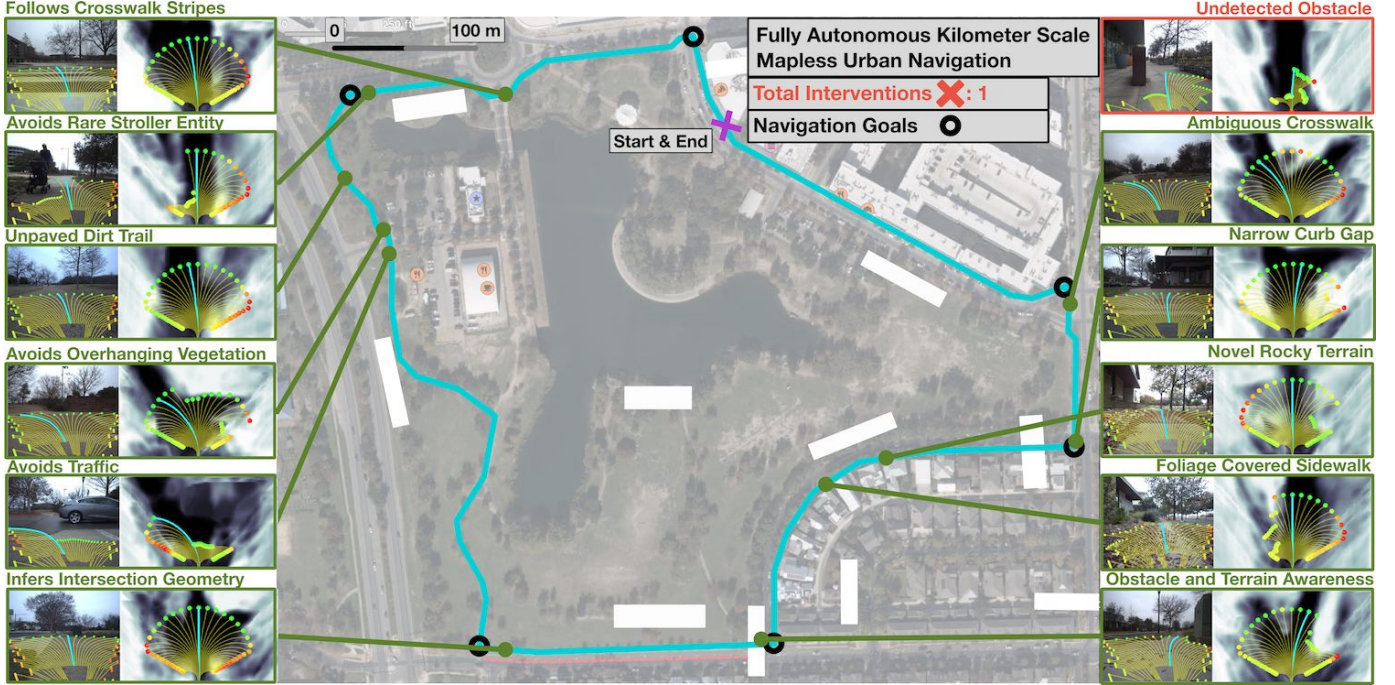 Follows Crosswalk Stripes
Avoids Rare Stroller Entity
Unpaved Dirt Trail
Avoids Overhanging Vegetation
Avoids Traffic
Infers Intersection Geometry
0
100 m
Start & End
Fully Autonomous Kilometer Scale
Mapless Urban Navigation
Total Interventions : 1
Navigation Goals
Undetected Obstacle
Ambiguous Crosswalk
Narrow Curb Gap
Novel Rocky Terrain
Foliage Covered Sidewalk
Obstacle and Terrain Awareness